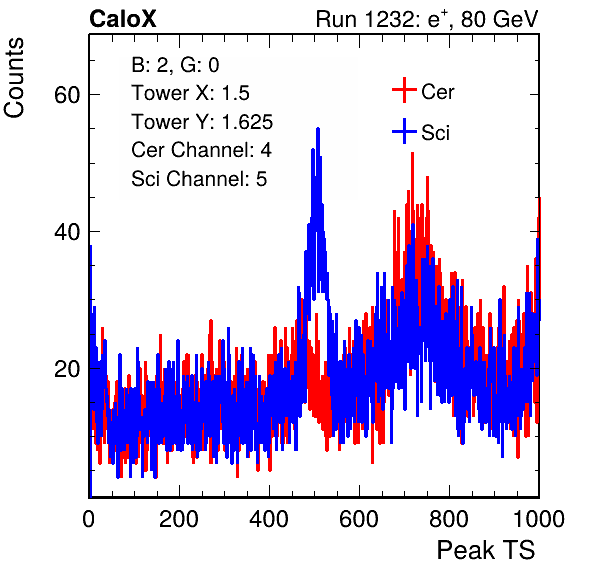 CaloX Run 1232: e⁺, 80 GeV
Counts
B: 2, G: 0
Tower X: 1.5
Tower Y: 1.625
Cer Channel: 4
Sci Channel: 5
Cer
Sci
60
40
20
0 200 400 600 800 1000
Peak TS